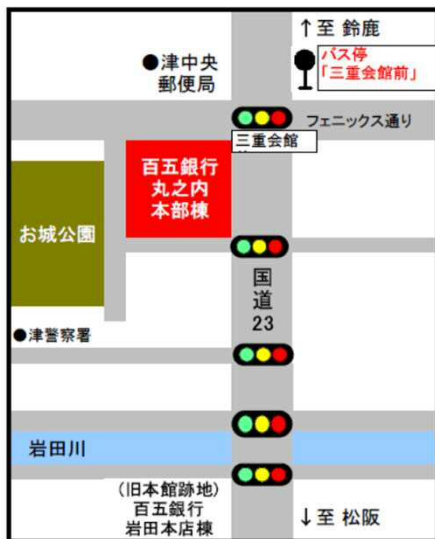 ↑至 鈴鹿
バス停
「三重会館前」
●津中央
郵便局
フェニックス通り
三重会館
百五銀行
丸之内
本部棟
お城公園
国道23
●津警察署
岩田川
（旧本館跡地）
百五銀行
岩田本店棟
↓至 松阪